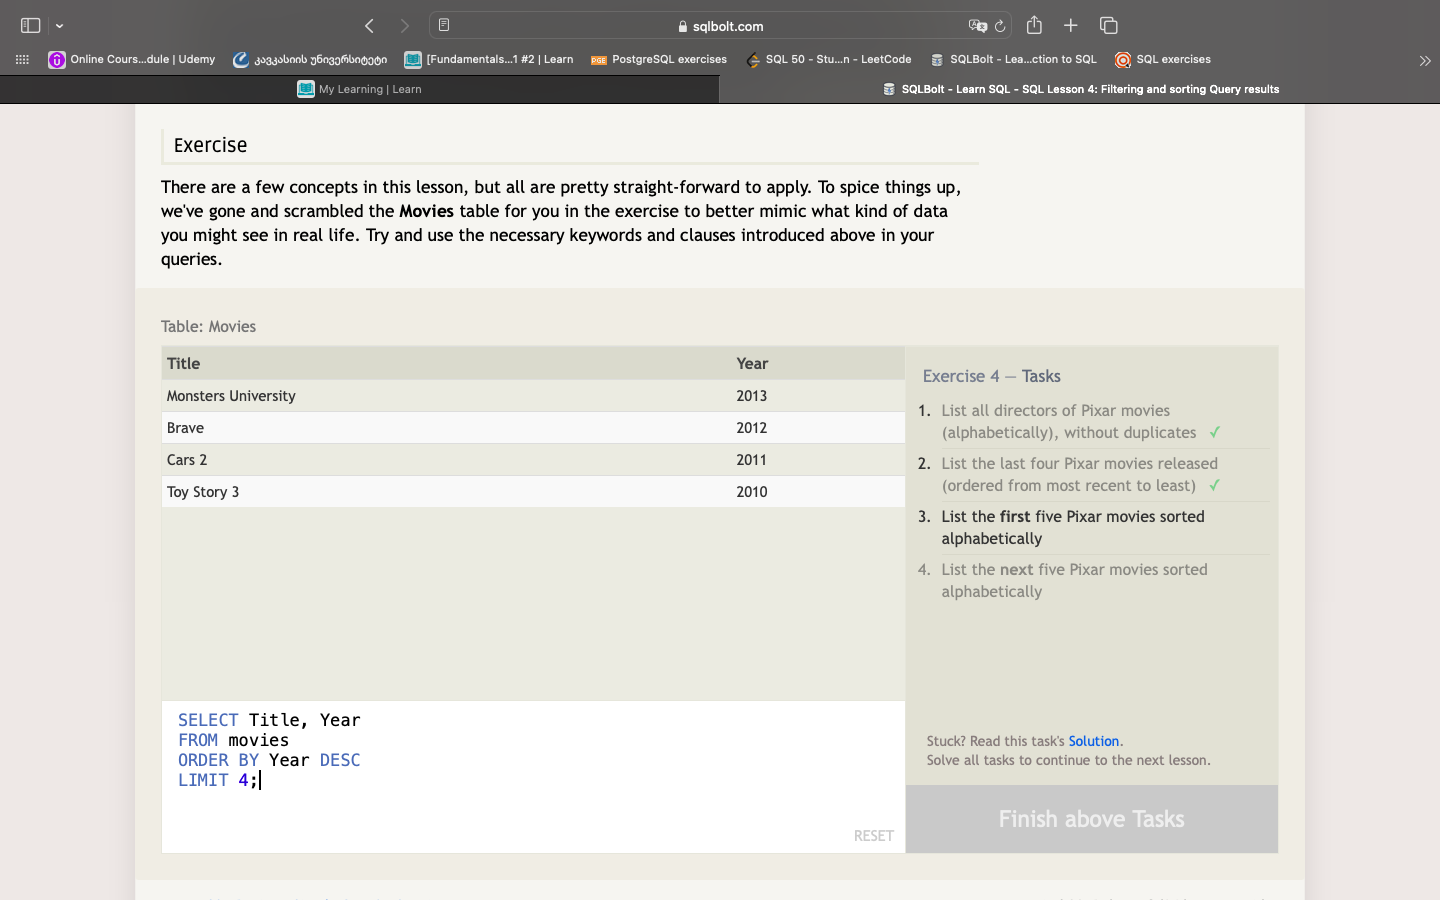 sqlbolt.com
Online Cours...dule | Udemy
კავკასიის უნივერსიტეტი
[Fundamentals...1 #2 | Learn
PGE PostgreSQL exercises
SQL 50 - Stu...n - LeetCode
SQLBolt - Lea...ction to SQL
SQL exercises
My Learning | Learn
SQLBolt - Learn SQL - SQL Lesson 4: Filtering and sorting Query results
Exercise
There are a few concepts in this lesson, but all are pretty straight-forward to apply. To spice things up,
we've gone and scrambled the Movies table for you in the exercise to better mimic what kind of data
you might see in real life. Try and use the necessary keywords and clauses introduced above in your
queries.
Table: Movies
Title Year
Monsters University 2013
Brave 2012
Cars 2 2011
Toy Story 3 2010
SELECT Title, Year
FROM movies
ORDER BY Year DESC
LIMIT 4;
RESET
Exercise 4 — Tasks
1. List all directors of Pixar movies
(alphabetically), without duplicates ✓
2. List the last four Pixar movies released
(ordered from most recent to least) ✓
3. List the first five Pixar movies sorted
alphabetically
4. List the next five Pixar movies sorted
alphabetically
Stuck? Read this task's Solution.
Solve all tasks to continue to the next lesson.
Finish above Tasks